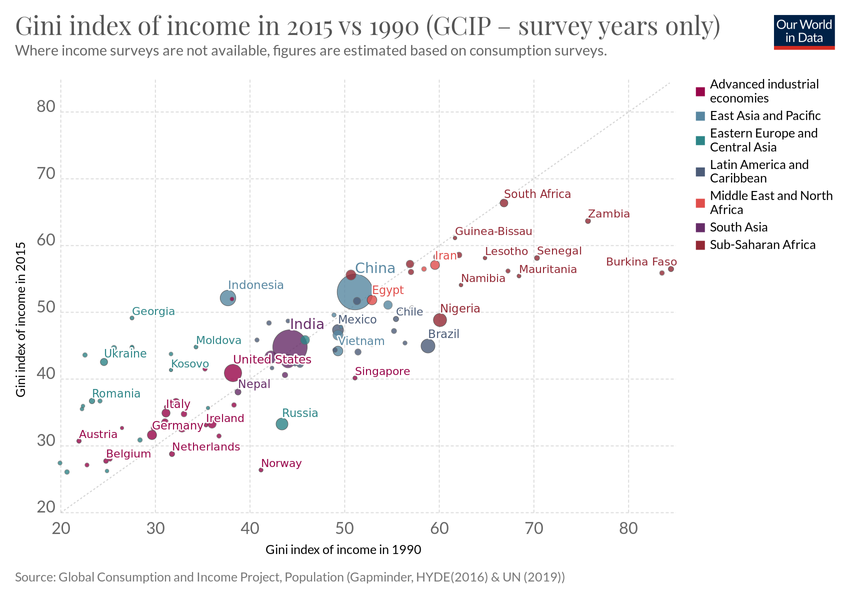 Gini index of income in 2015 vs 1990 (GCIP – survey years only)
Where income surveys are not available, figures are estimated based on consumption surveys.
Our World
in Data
Advanced industrial
economies
East Asia and Pacific
Eastern Europe and
Central Asia
Latin America and
Caribbean
Middle East and North
Africa
South Asia
Sub-Saharan Africa
Gini index of income in 2015
80
70
60
50
40
30
20
South Africa
Zambia
Guinea-Bissau
Iran
Lesotho
Senegal
Burkina Faso
China
Mauritania
Namibia
Indonesia
Egypt
Georgia
Nigeria
Chile
Mexico
India
Brazil
Moldova
Vietnam
Ukraine
Kosovo
United States
Singapore
Nepal
Romania
Italy
Russia
Ireland
Germany
Austria
Netherlands
Belgium
Norway
20
30
40
50
60
70
80
Gini index of income in 1990
Source: Global Consumption and Income Project, Population (Gapminder, HYDE(2016) & UN (2019))